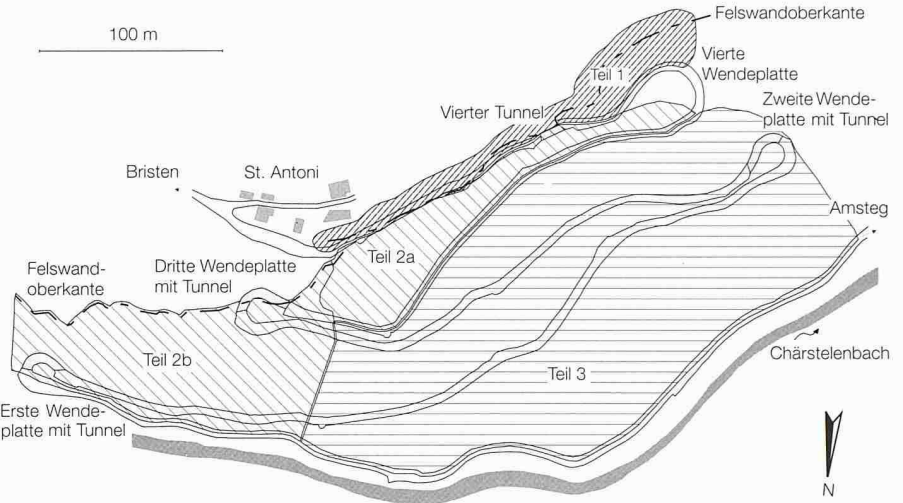 Felswandoberkante
100 m
Teil 1
Vierte
Wendeplatte
Vierter Tunnel
Zweite Wende-
platte mit Tunnel
Bristen
St. Antoni
Amsteg
Teil 2a
Dritte Wendeplatte
mit Tunnel
Felswand-
oberkante
Teil 2b
Teil 3
Chärstelenbach
Erste Wende-
platte mit Tunnel
N